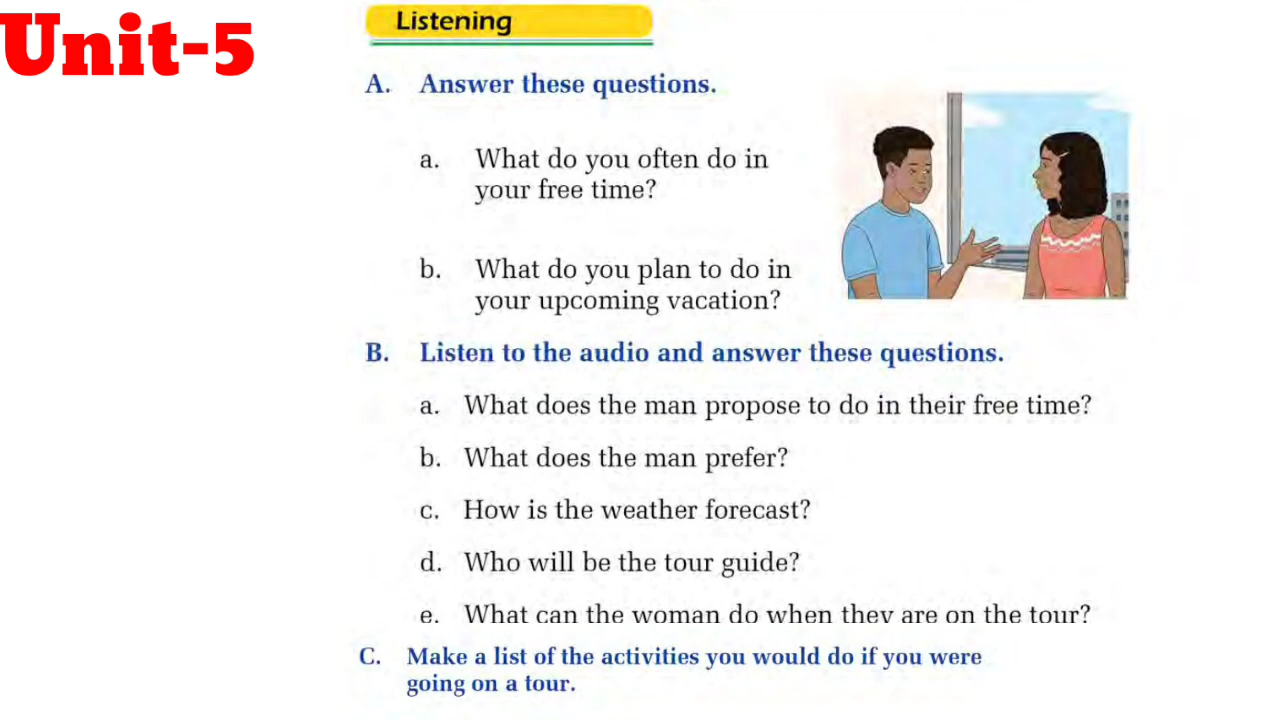 Unit-5
Listening
A. Answer these questions.
a. What do you often do in
your free time?
b. What do you plan to do in
your upcoming vacation?
B. Listen to the audio and answer these questions.
a. What does the man propose to do in their free time?
b. What does the man prefer?
c. How is the weather forecast?
d. Who will be the tour guide?
e. What can the woman do when they are on the tour?
C. Make a list of the activities you would do if you were
going on a tour.